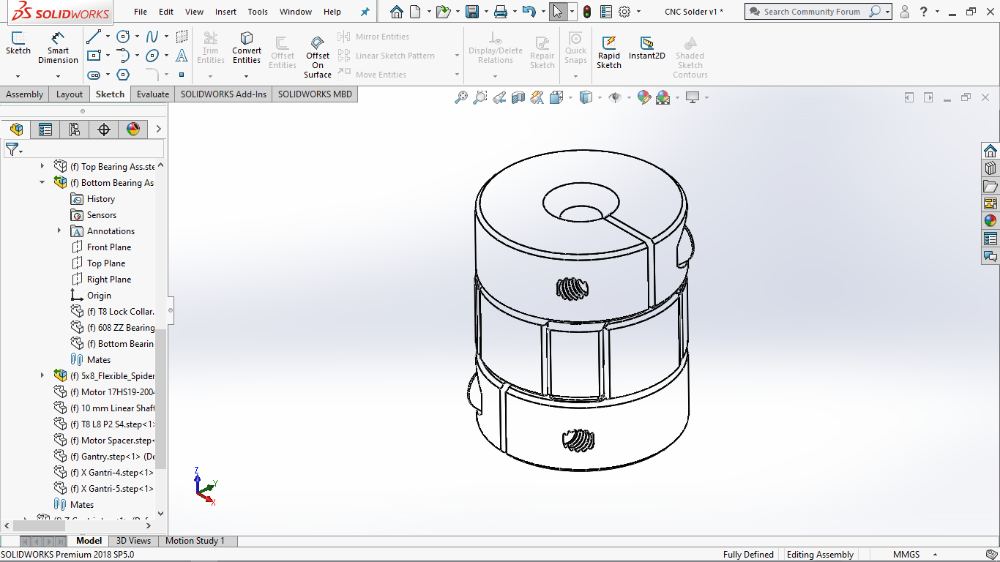 SOLIDWORKS
File Edit View Insert Tools Window Help
CNC Solder v1 *
Search Community Forum
?
Sketch
Smart Dimension
Trim Entities
Convert Entities
Offset Entities
Offset On Surface
Mirror Entities
Linear Sketch Pattern
Move Entities
Display/Delete Relations
Repair Sketch
Quick Snaps
Rapid Sketch
Instant2D
Shaded Sketch Contours
Assembly Layout Sketch Evaluate SOLIDWORKS Add-Ins SOLIDWORKS MBD
(f) Top Bearing Ass.ste
(f) Bottom Bearing As
History
Sensors
Annotations
Front Plane
Top Plane
Right Plane
Origin
(f) T8 Lock Collar.
(f) 608 ZZ Bearing
(f) Bottom Bearin
Mates
(f) 5x8_Flexible_Spider
(f) Motor 17HS19-2004
(f) 10 mm Linear Shaf
(f) T8 L8 P2 S4.step<1>
(f) Motor Spacer.step<
(f) Gantry.step<1> (De
(f) X Gantri-4.step<1>
(f) X Gantri-5.step<1>
Mates
Z
Y
X
Model 3D Views Motion Study 1
SOLIDWORKS Premium 2018 SP5.0
Fully Defined Editing Assembly MMGS